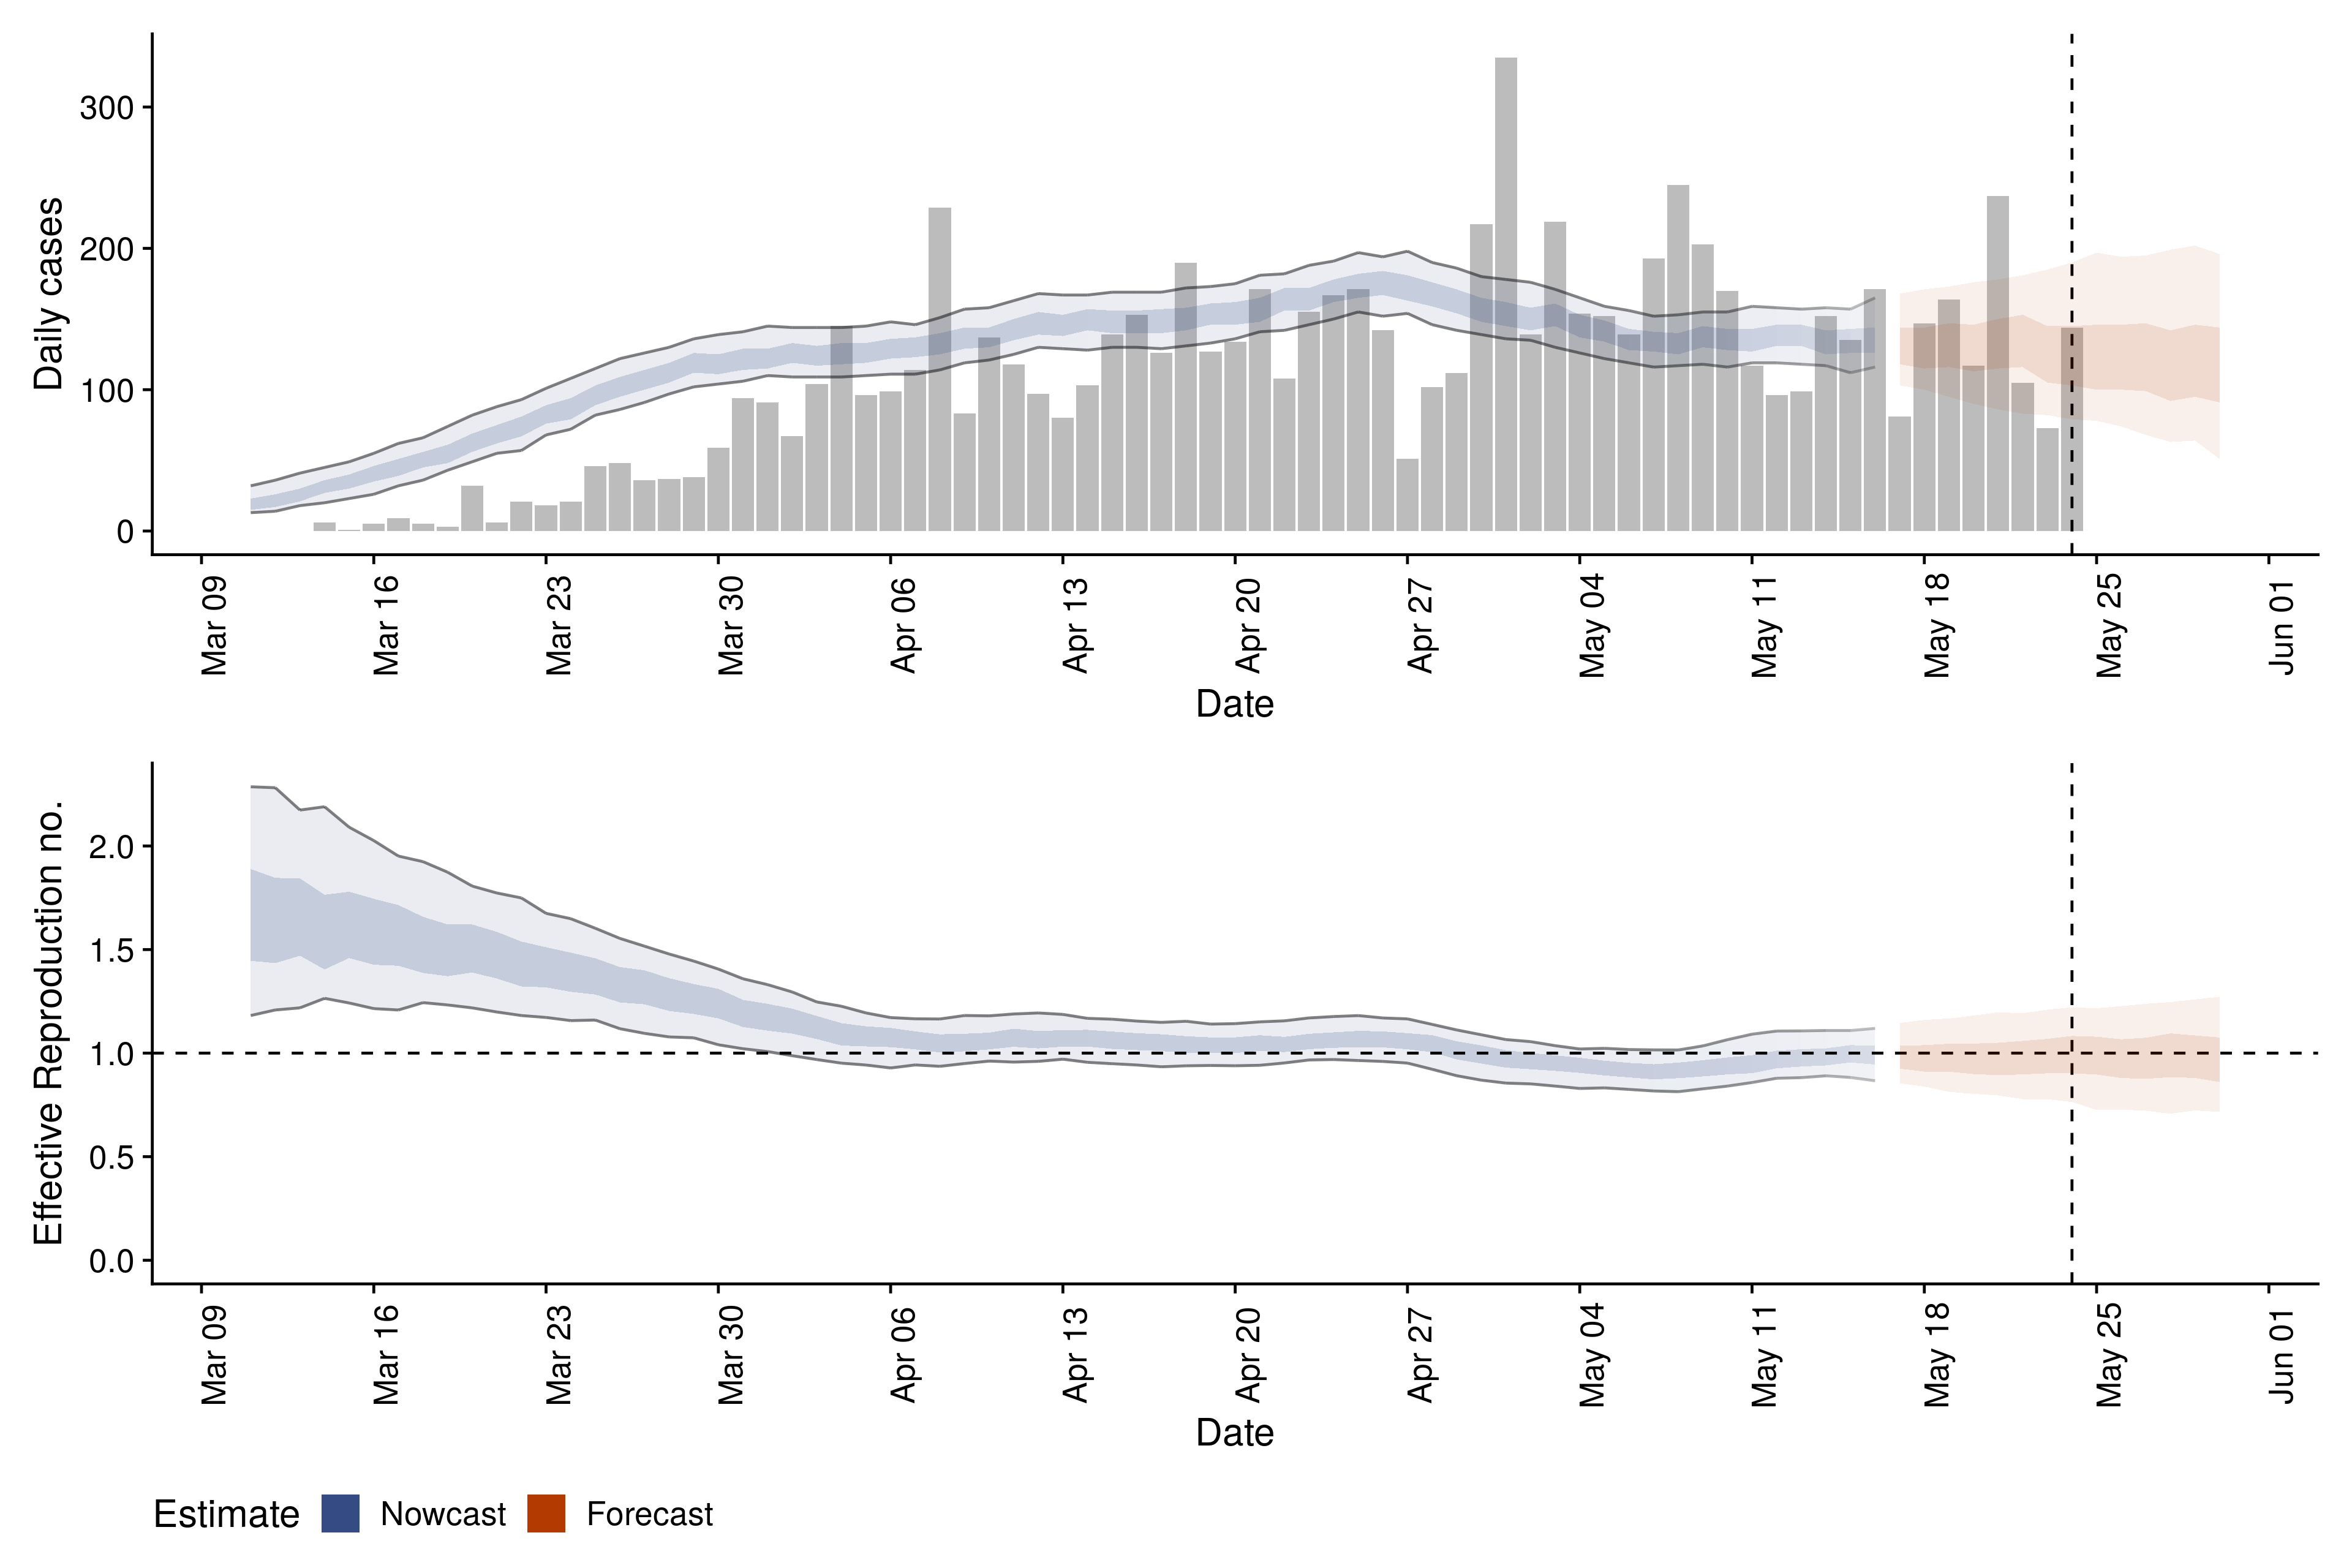 Daily cases
300
200
100
0
Mar 09
Mar 16
Mar 23
Mar 30
Apr 06
Apr 13
Apr 20
Apr 27
May 04
May 11
May 18
May 25
Jun 01
Date
Effective Reproduction no.
2.0
1.5
1.0
0.5
0.0
Mar 09
Mar 16
Mar 23
Mar 30
Apr 06
Apr 13
Apr 20
Apr 27
May 04
May 11
May 18
May 25
Jun 01
Date
Estimate Nowcast Forecast